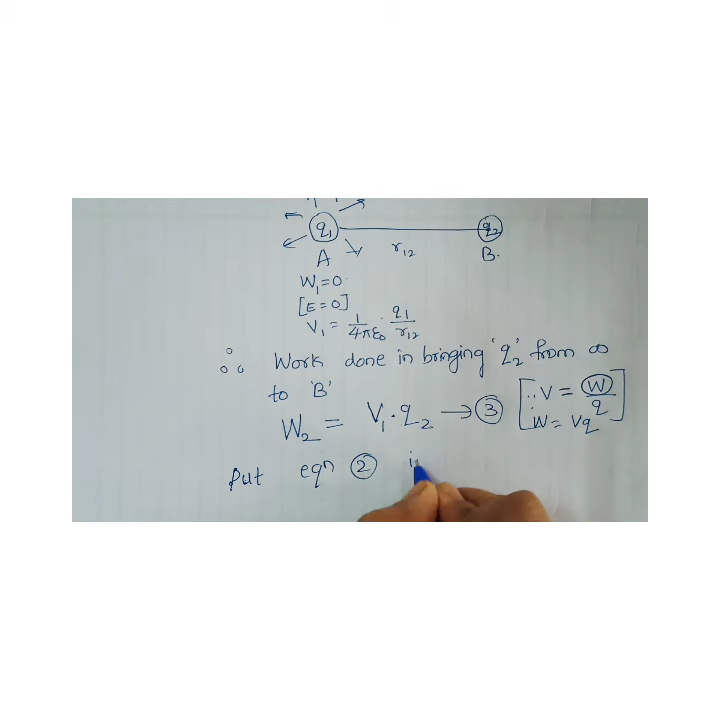 q1 q2
A r12 B.
W1 = 0.
[E = 0]
V1 = 1/4πε0 · q1/r12
∴ Work done in bringing 'q2' from ∞
to 'B'
W2 = V1 · q2 → ③ [∵ V = W/q
W = Vq]
Put eqn ② i